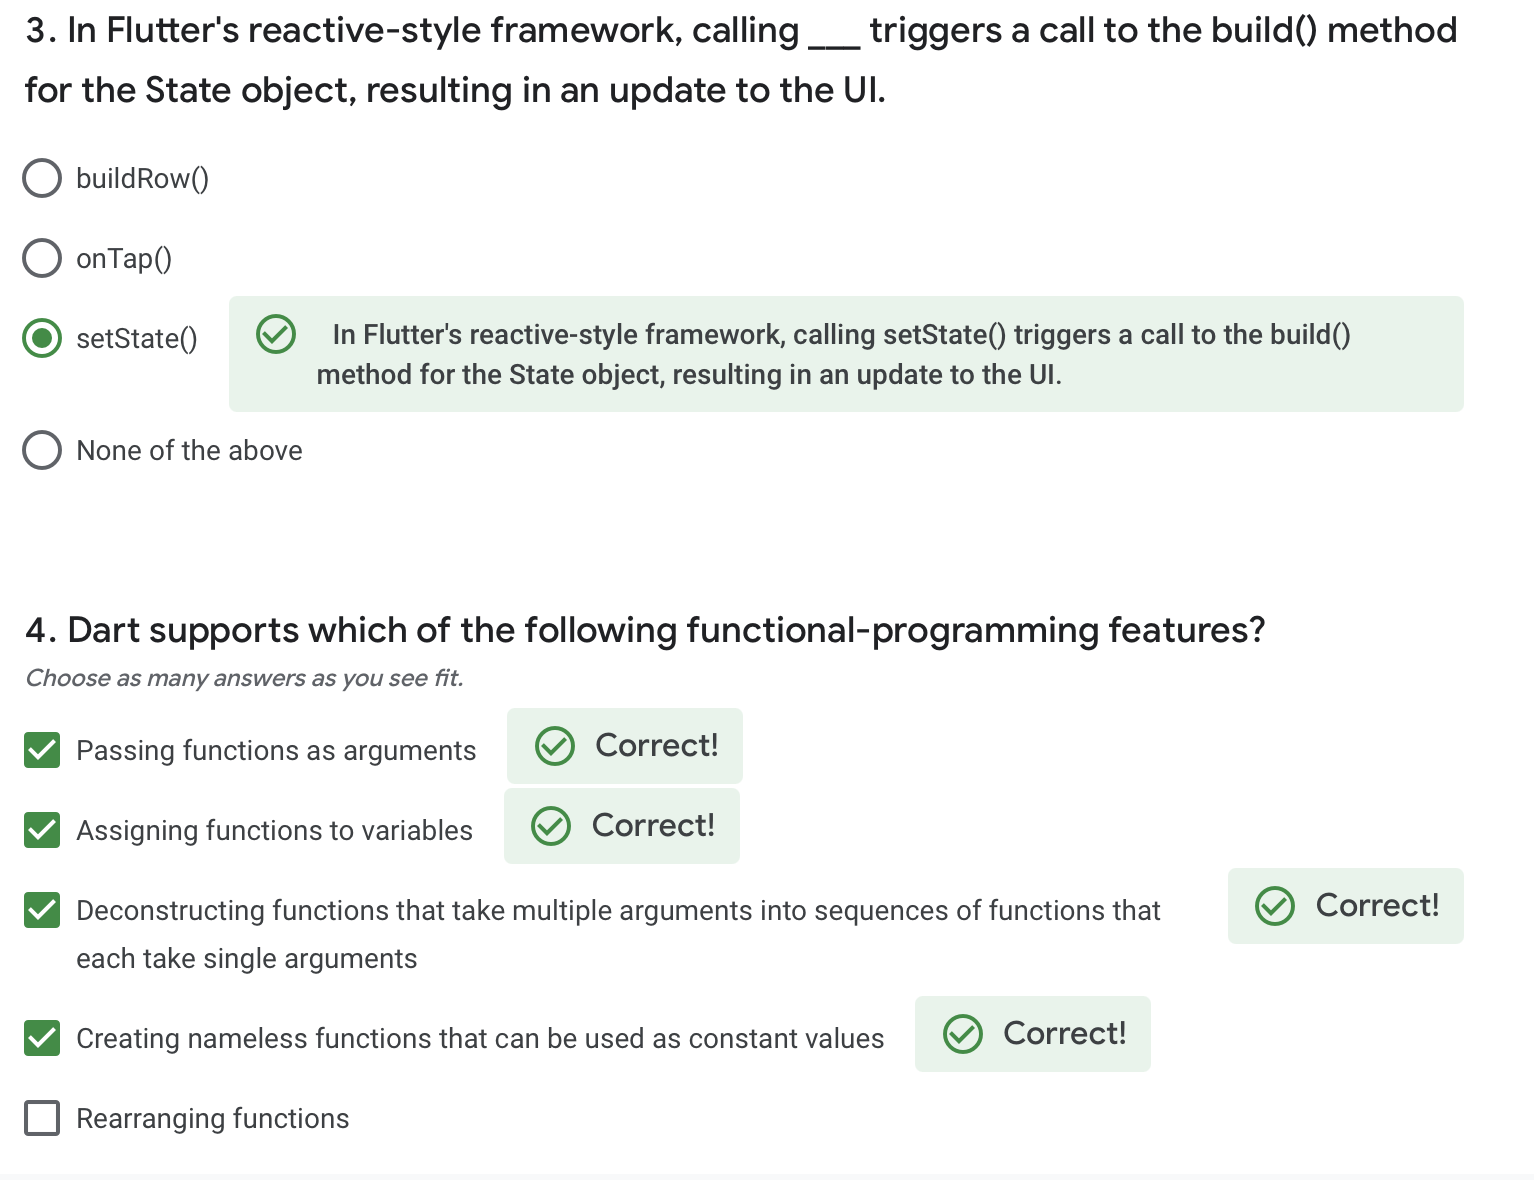 3. In Flutter's reactive-style framework, calling ___ triggers a call to the build() method
for the State object, resulting in an update to the UI.
buildRow()
onTap()
setState()
In Flutter's reactive-style framework, calling setState() triggers a call to the build()
method for the State object, resulting in an update to the UI.
None of the above
4. Dart supports which of the following functional-programming features?
Choose as many answers as you see fit.
Passing functions as arguments
Correct!
Assigning functions to variables
Correct!
Deconstructing functions that take multiple arguments into sequences of functions that
each take single arguments
Correct!
Creating nameless functions that can be used as constant values
Correct!
Rearranging functions